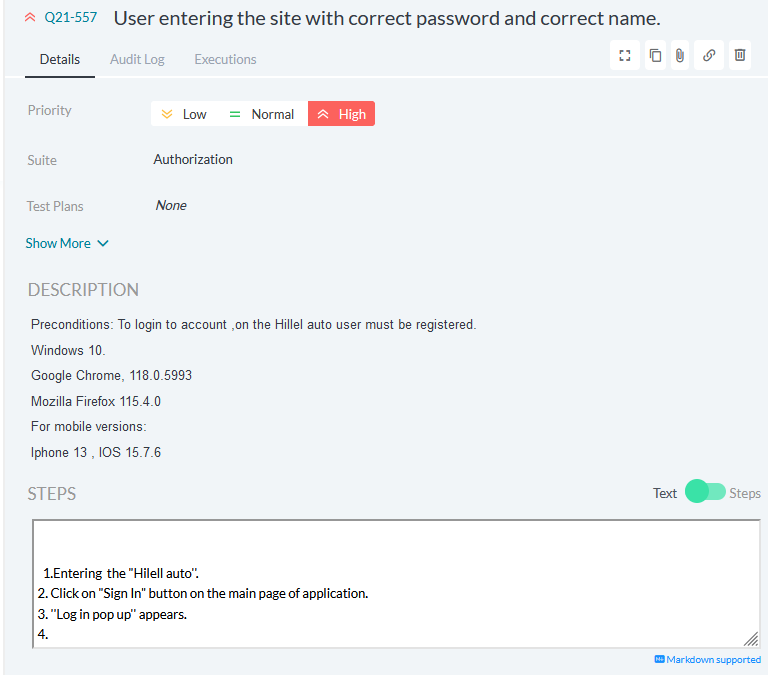 Q21-557 User entering the site with correct password and correct name.
Details Audit Log Executions
Priority Low Normal High
Suite Authorization
Test Plans None
Show More
DESCRIPTION
Preconditions: To login to account ,on the Hillel auto user must be registered.
Windows 10.
Google Chrome, 118.0.5993
Mozilla Firefox 115.4.0
For mobile versions:
Iphone 13 , IOS 15.7.6
STEPS Text Steps
1.Entering the "Hilell auto".
2. Click on "Sign In" button on the main page of application.
3. "Log in pop up" appears.
4.
Markdown supported